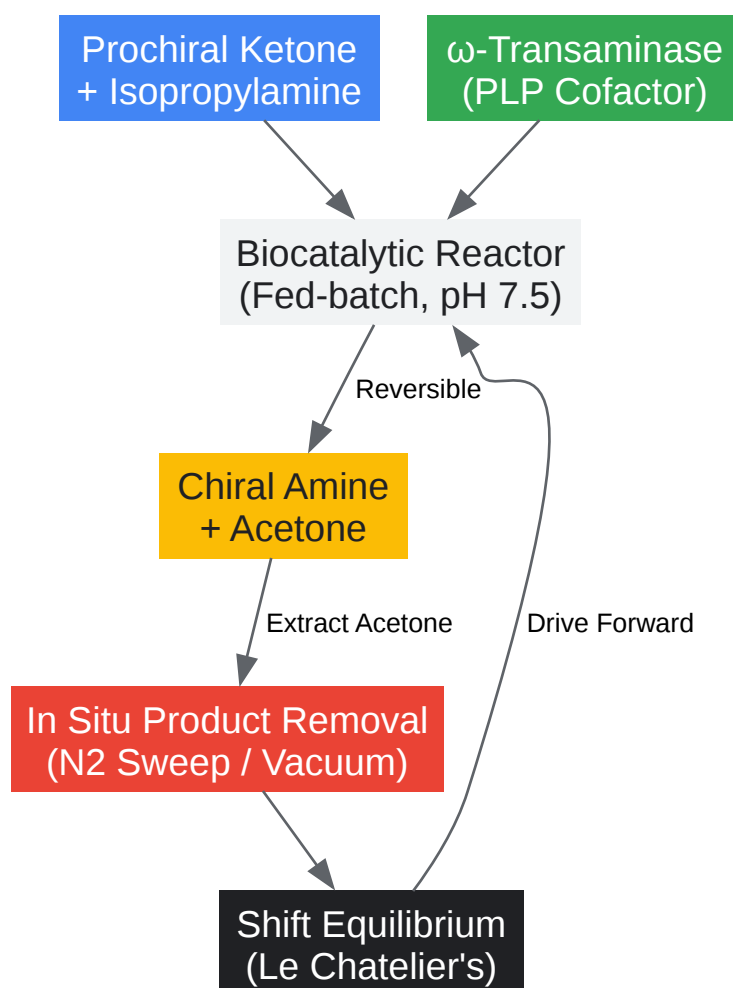 Prochiral Ketone
+ Isopropylamine
ω-Transaminase
(PLP Cofactor)
Biocatalytic Reactor
(Fed-batch, pH 7.5)
Reversible
Chiral Amine
+ Acetone
Extract Acetone
Drive Forward
In Situ Product Removal
(N2 Sweep / Vacuum)
Shift Equilibrium
(Le Chatelier's)